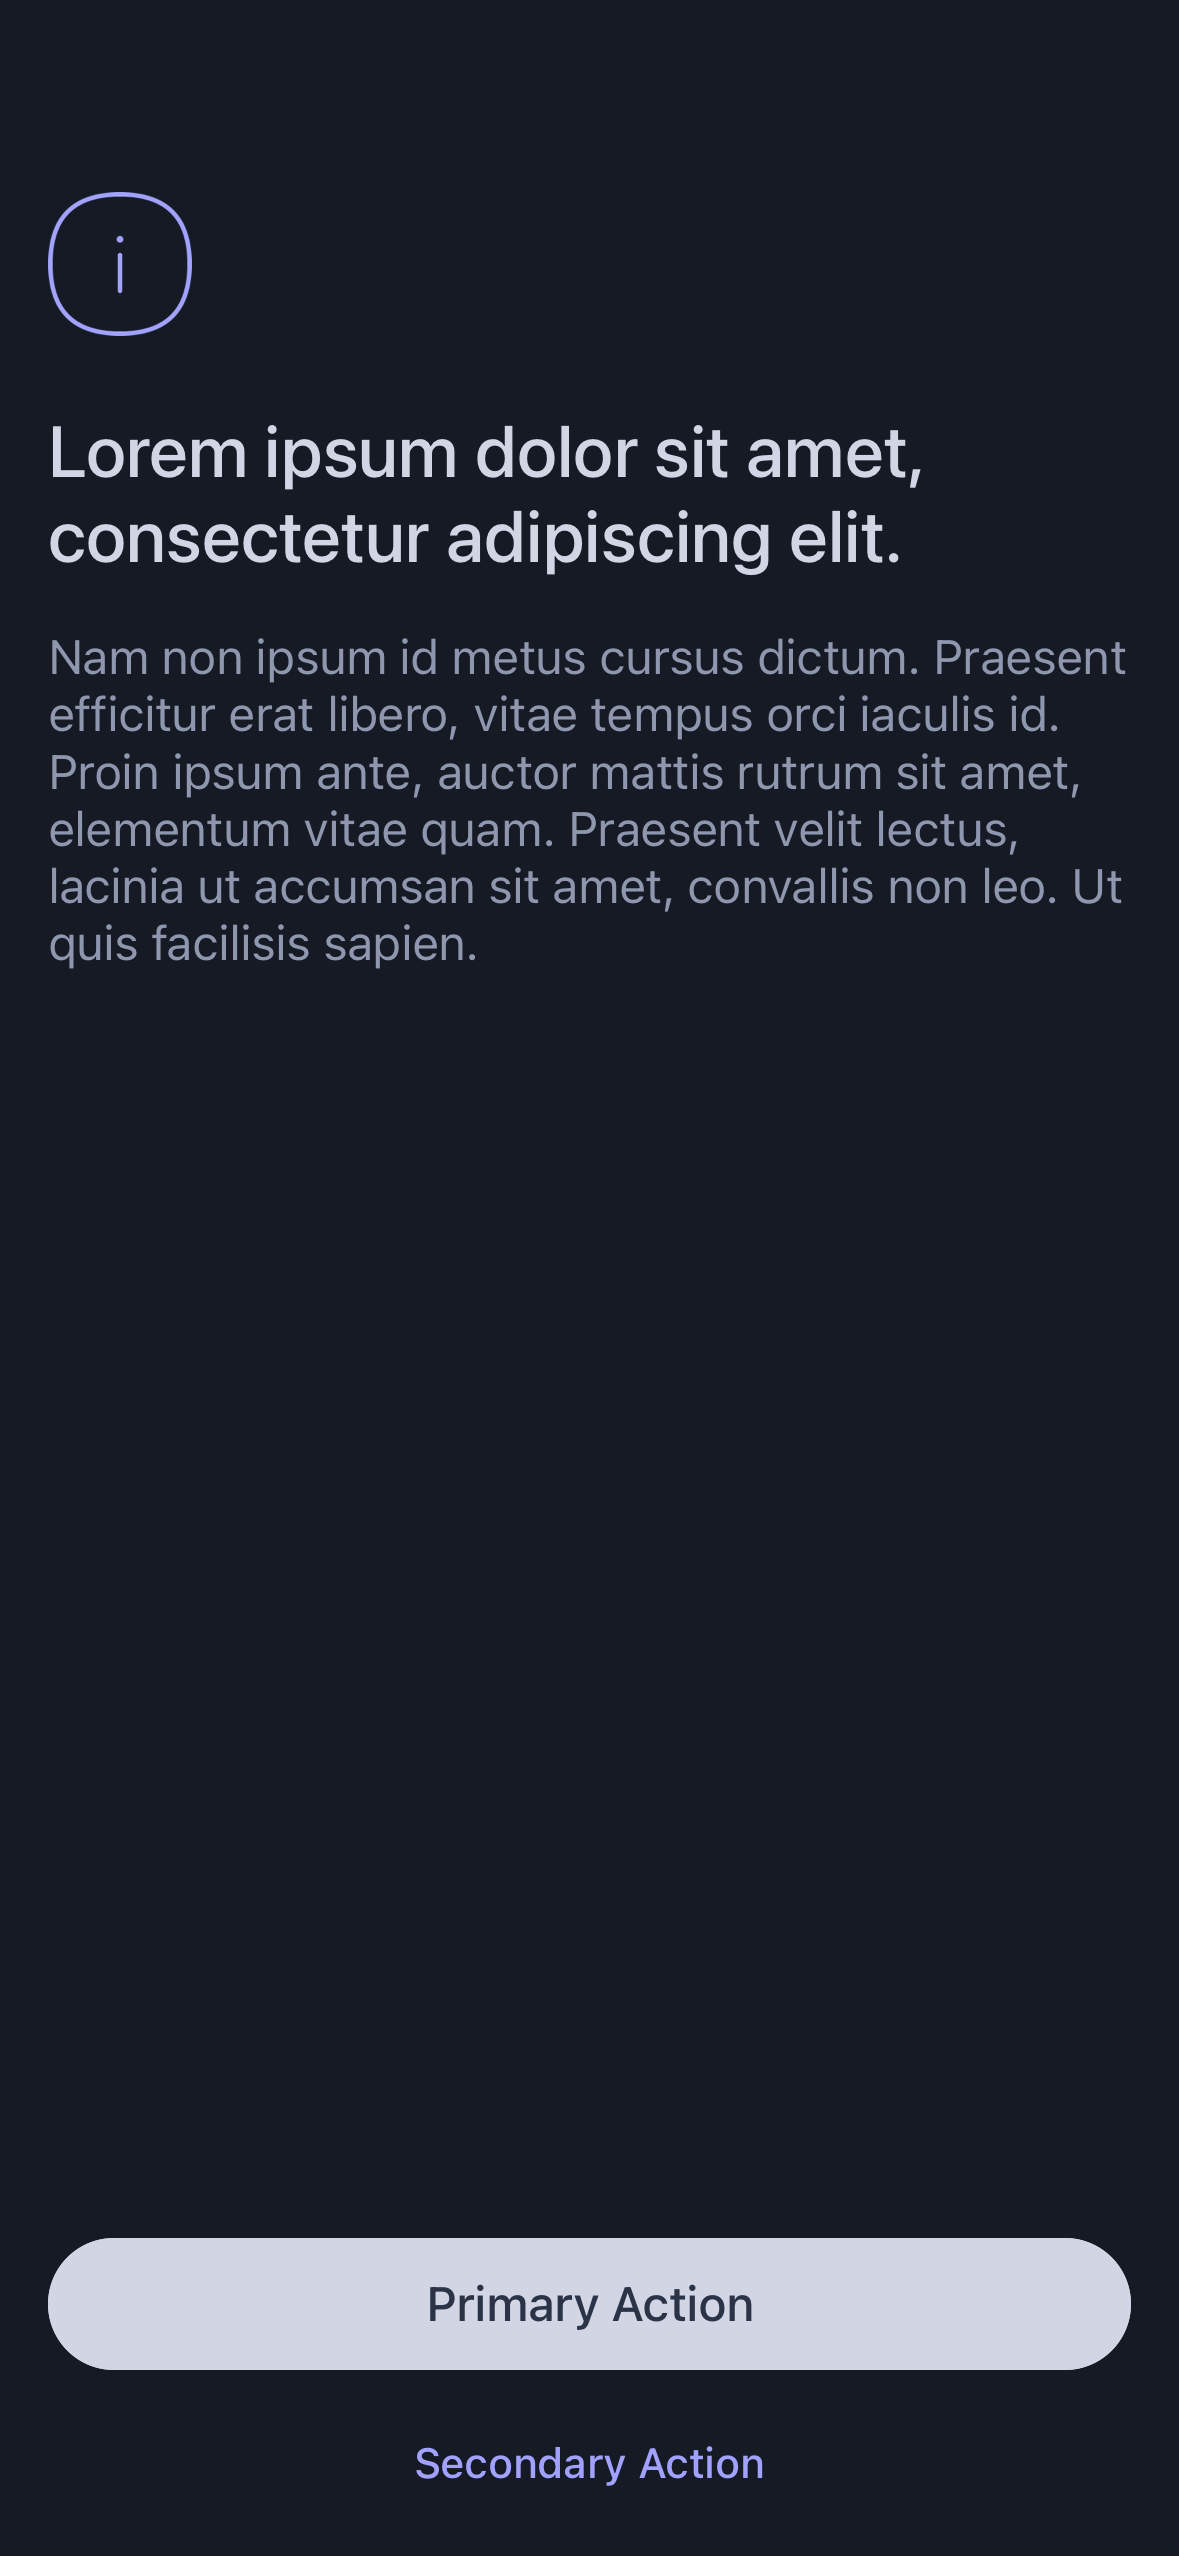 Lorem ipsum dolor sit amet,
consectetur adipiscing elit.
Nam non ipsum id metus cursus dictum. Praesent
efficitur erat libero, vitae tempus orci iaculis id.
Proin ipsum ante, auctor mattis rutrum sit amet,
elementum vitae quam. Praesent velit lectus,
lacinia ut accumsan sit amet, convallis non leo. Ut
quis facilisis sapien.
Primary Action
Secondary Action